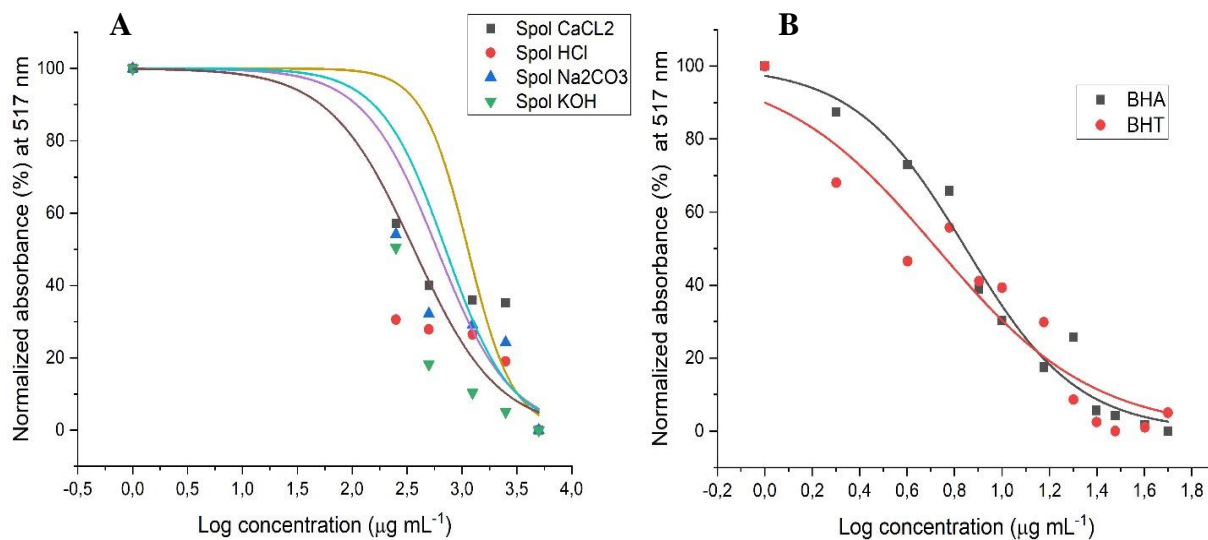 A
Spol CaCL2
Spol HCl
Spol Na2CO3
Spol KOH
Normalized absorbance (%) at 517 nm
100
80
60
40
20
0
-0,5 0,0 0,5 1,0 1,5 2,0 2,5 3,0 3,5 4,0
Log concentration (μg mL⁻¹)
B
BHA
BHT
Normalized absorbance (%) at 517 nm
100
80
60
40
20
0
-0,2 0,0 0,2 0,4 0,6 0,8 1,0 1,2 1,4 1,6 1,8
Log concentration (μg mL⁻¹)